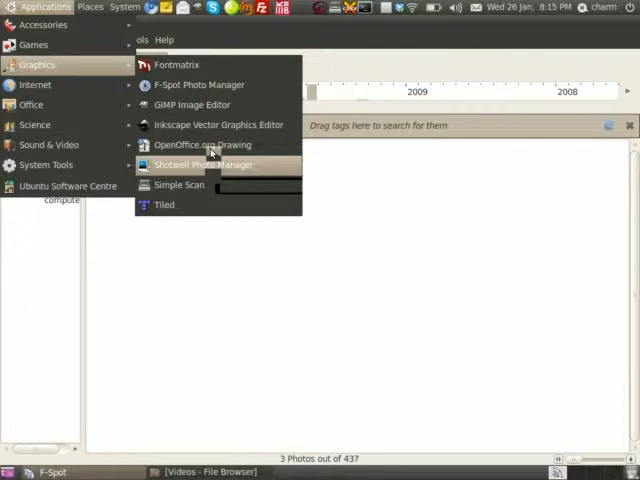 Applications Places System Wed 26 Jan, 8:15 PM charm
Accessories
Games
Graphics
Internet
Office
Science
Sound & Video
System Tools
Ubuntu Software Centre
ols Help
Fontmatrix
F-Spot Photo Manager
GIMP Image Editor
Inkscape Vector Graphics Editor
OpenOffice.org Drawing
Shotwell Photo Manager
Simple Scan
Tiled
2009 2008
Drag tags here to search for them
compute
3 Photos out of 437
F-Spot [Videos - File Browser]